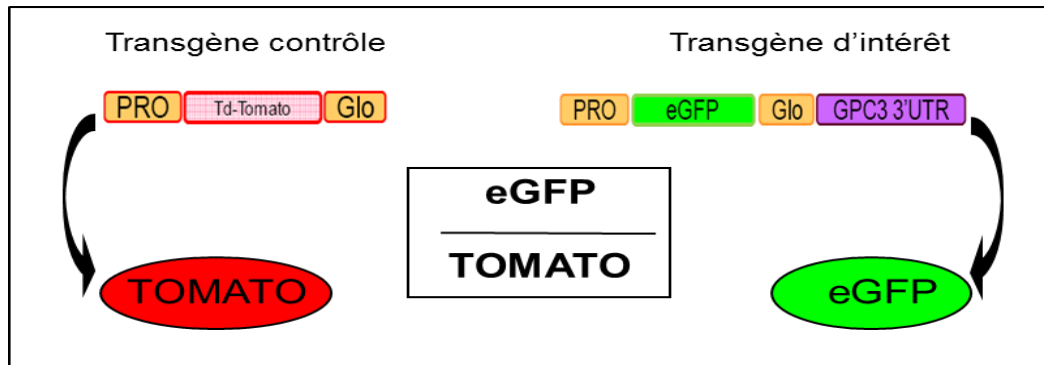 Transgène contrôle
Transgène d’intérêt
PRO Td-Tomato Glo
PRO eGFP Glo GPC3 3'UTR
eGFP
TOMATO
TOMATO
eGFP